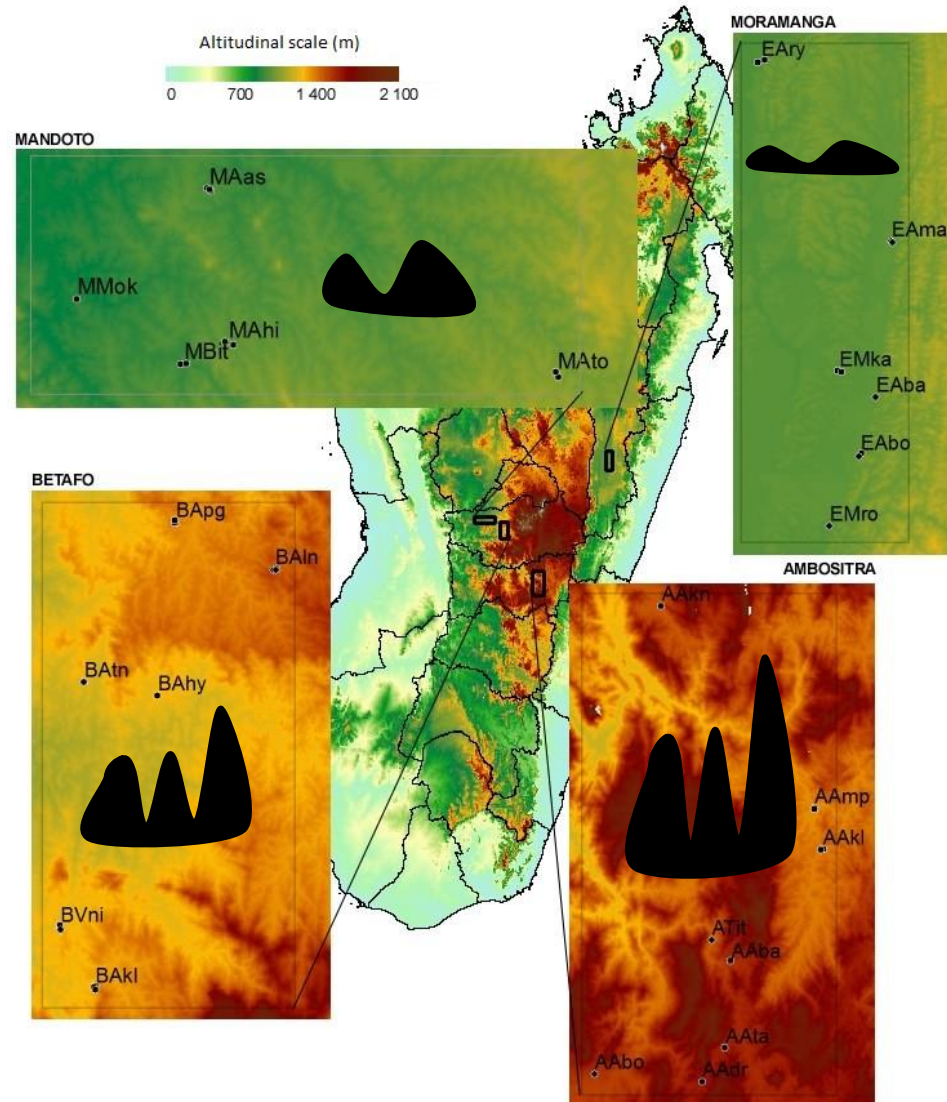 MORAMANGA
Altitudinal scale (m)
0 700 1 400 2 100
EAry
MANDOTO
MAas
EAma
MMok
MAhi
MBit
MAto
EMka
EAba
EAbo
EMro
BETAFO
BApg
BAln
AMBOSITRA
AAkn
BAtn
BAhy
AAmp
AAkl
BVni
ATit
AAba
BAkl
AAta
AAbo
AAdr